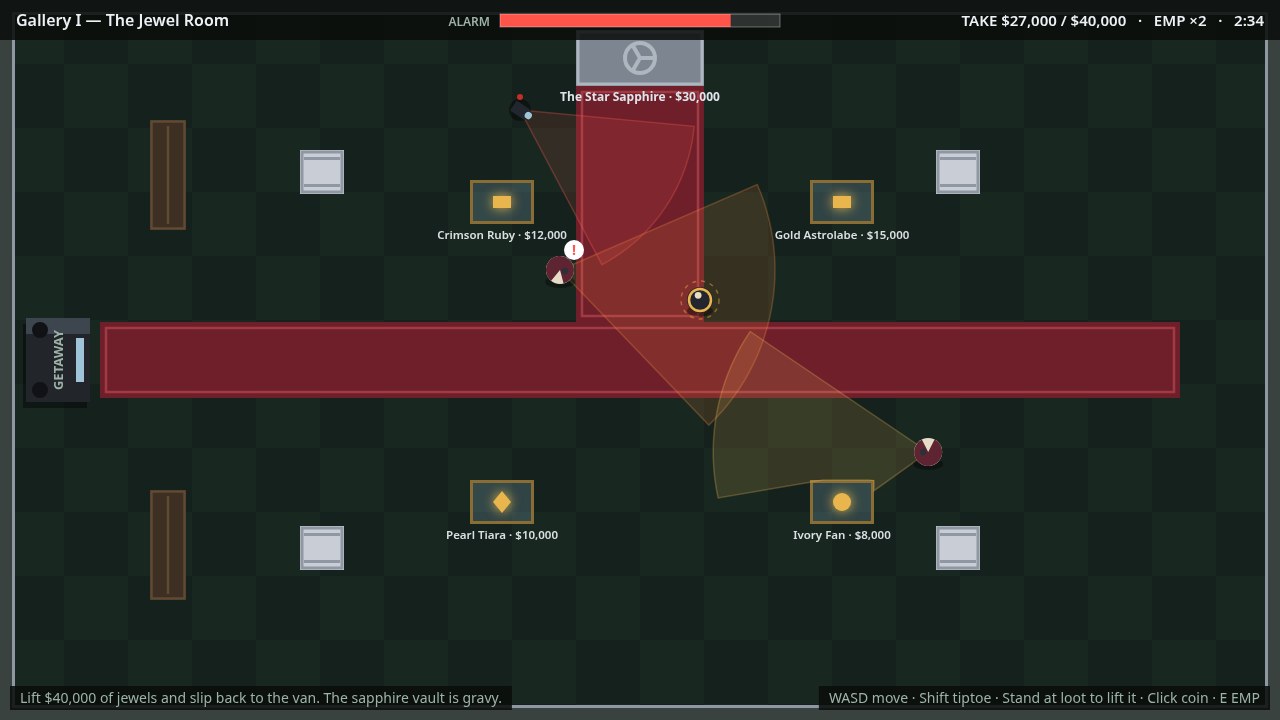 Gallery I — The Jewel Room
ALARM
TAKE $27,000 / $40,000 · EMP ×2 · 2:34
The Star Sapphire · $30,000
Crimson Ruby · $12,000
Gold Astrolabe · $15,000
!
GETAWAY
Pearl Tiara · $10,000
Ivory Fan · $8,000
Lift $40,000 of jewels and slip back to the van. The sapphire vault is gravy.
WASD move · Shift tiptoe · Stand at loot to lift it · Click coin · E EMP